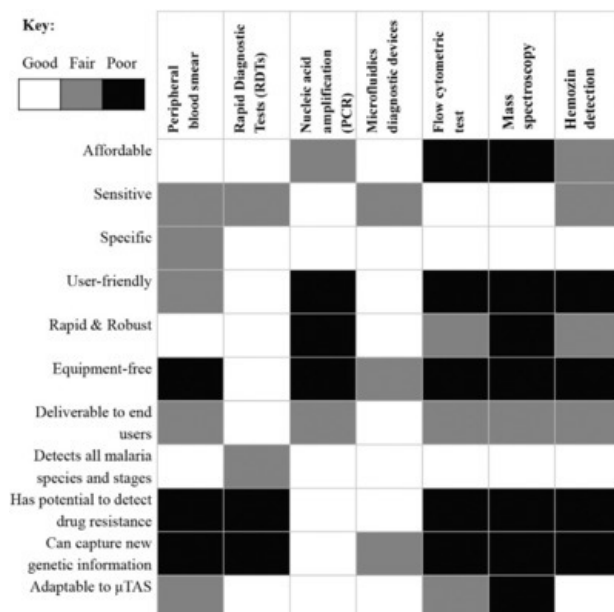 Key:
Good Fair Poor
Peripheral
blood smear
Rapid Diagnostic
Tests (RDTs)
Nucleic acid
amplification
(PCR)
Microfluidics
diagnostic devices
Flow cytometric
test
Mass
spectroscopy
Hemozin
detection
Affordable
Sensitive
Specific
User-friendly
Rapid & Robust
Equipment-free
Deliverable to end
users
Detects all malaria
species and stages
Has potential to detect
drug resistance
Can capture new
genetic information
Adaptable to μTAS